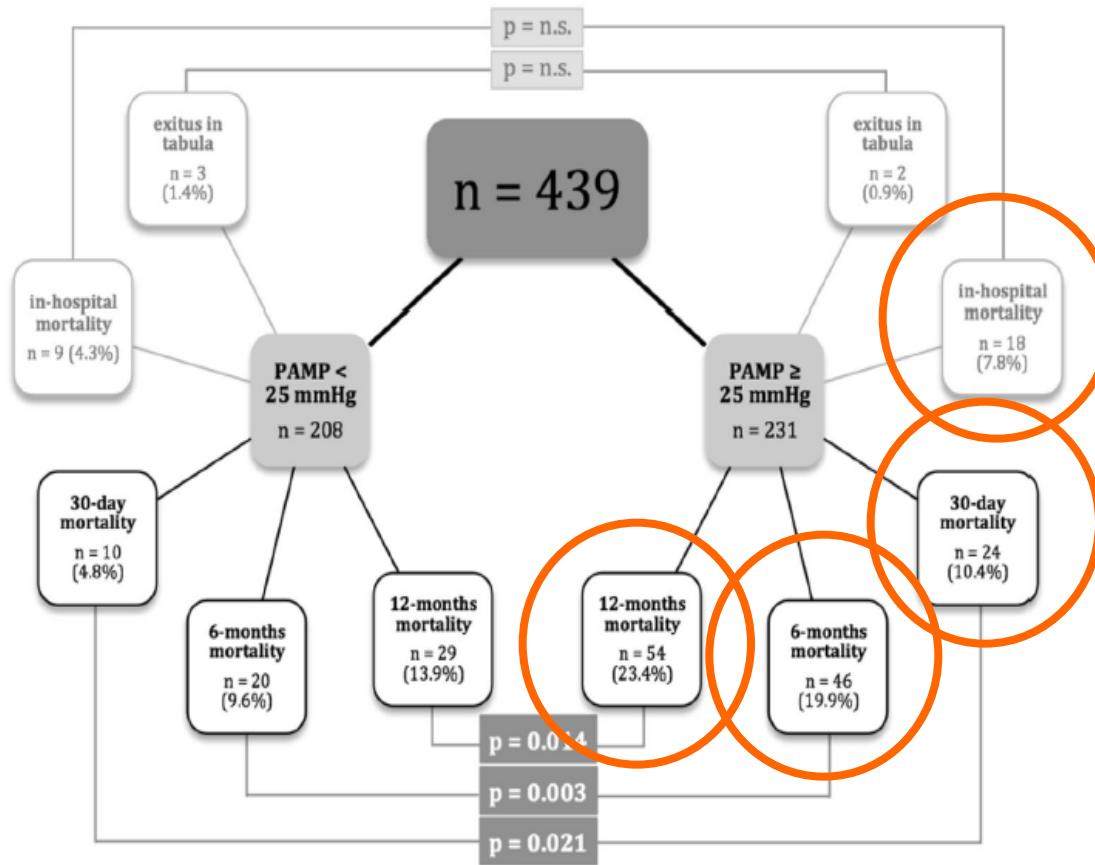 p = n.s.
p = n.s.
exitus in
tabula
n = 3
(1.4%)
n = 439
exitus in
tabula
n = 2
(0.9%)
in-hospital
mortality
n = 9 (4.3%)
PAMP <
25 mmHg
n = 208
PAMP ≥
25 mmHg
n = 231
in-hospital
mortality
n = 18
(7.8%)
30-day
mortality
n = 10
(4.8%)
6-months
mortality
n = 20
(9.6%)
12-months
mortality
n = 29
(13.9%)
12-months
mortality
n = 54
(23.4%)
6-months
mortality
n = 46
(19.9%)
30-day
mortality
n = 24
(10.4%)
p = 0.014
p = 0.003
p = 0.021